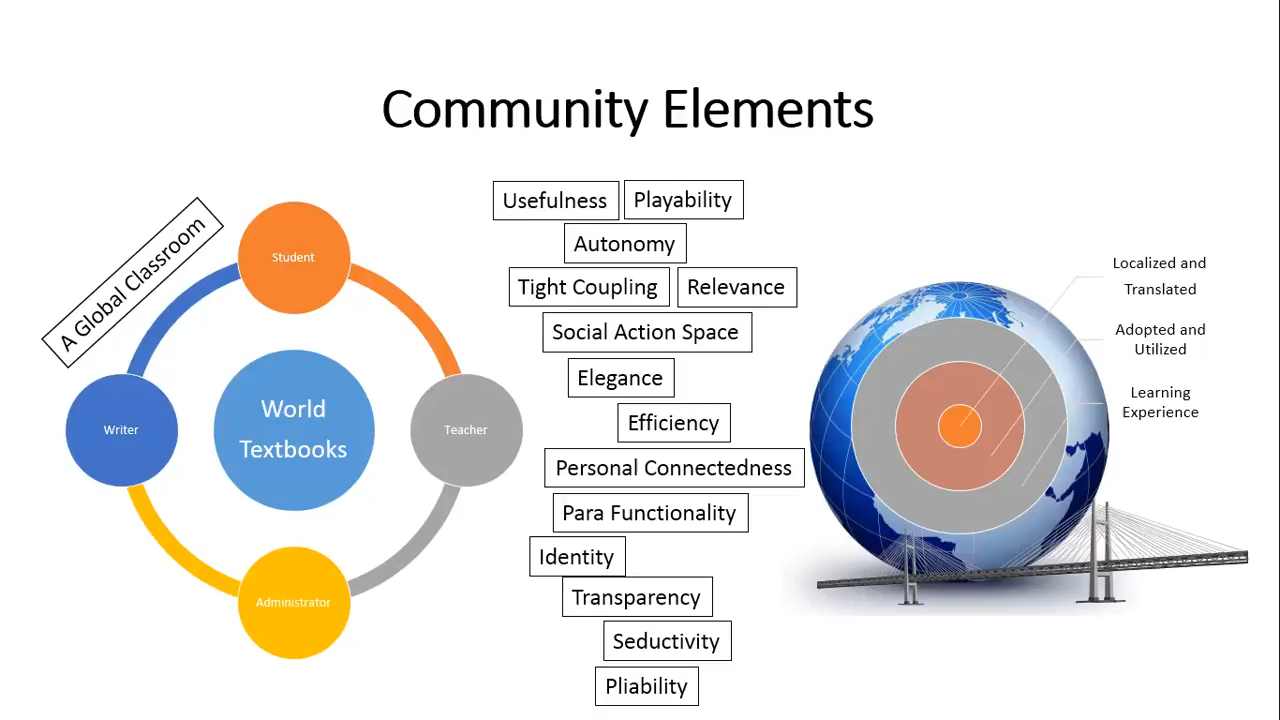 Community Elements
A Global Classroom
Student
Writer
World
Textbooks
Teacher
Administrator
Usefulness
Playability
Autonomy
Tight Coupling
Relevance
Social Action Space
Elegance
Efficiency
Personal Connectedness
Para Functionality
Identity
Transparency
Seductivity
Pliability
Localized and
Translated
Adopted and
Utilized
Learning
Experience